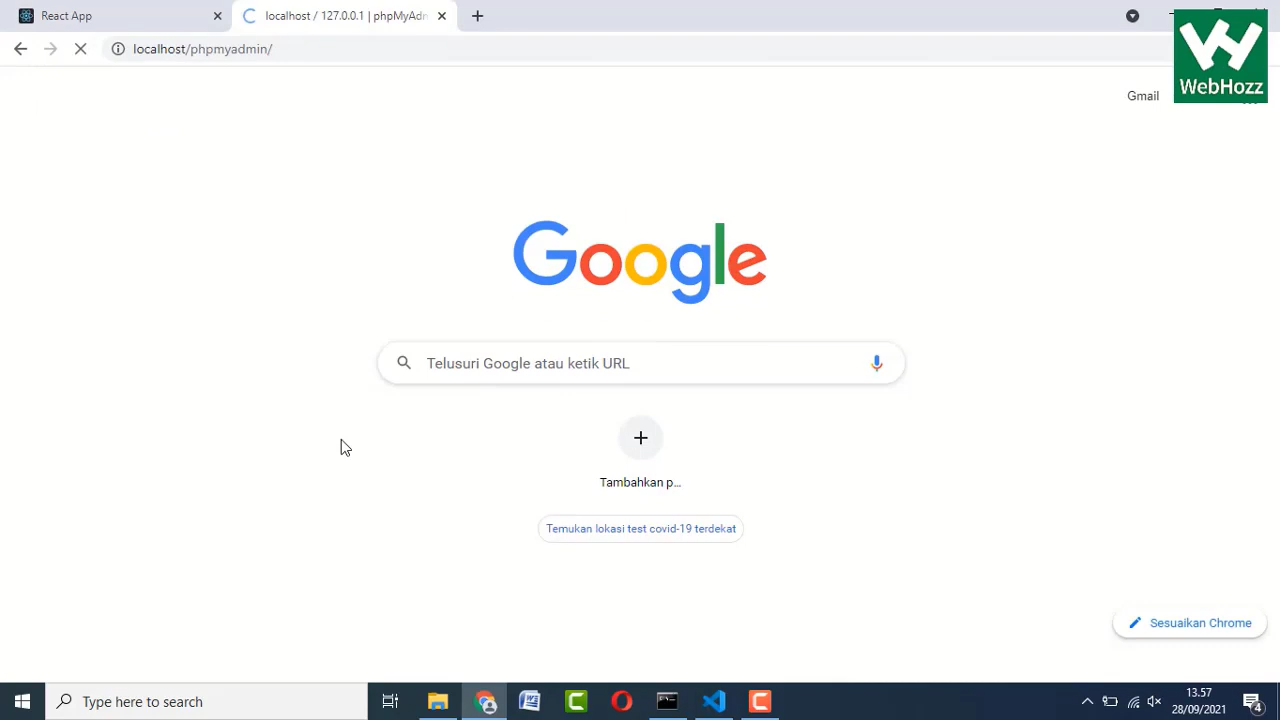 React App
localhost / 127.0.0.1 | phpMyAdm
localhost/phpmyadmin/
WebHozz
Gmail
Google
Telusuri Google atau ketik URL
Tambahkan p...
Temukan lokasi test covid-19 terdekat
Sesuaikan Chrome
Type here to search
13.57
28/09/2021
4